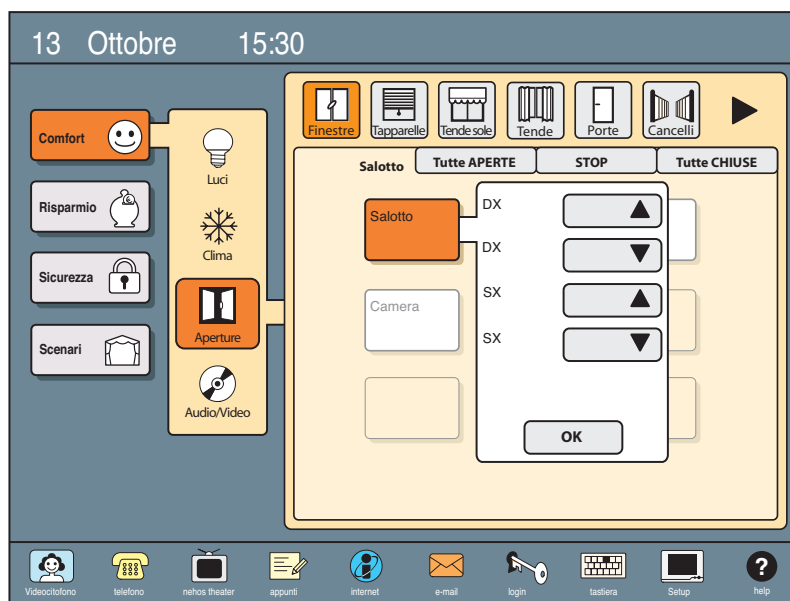 13 Ottobre 15:30
Comfort
Risparmio
Sicurezza
Scenari
Luci
Clima
Aperture
Audio/Video
Finestre
Tapparelle
Tende sole
Tende
Porte
Cancelli
Salotto
Tutte APERTE
STOP
Tutte CHIUSE
Salotto
Camera
DX
DX
SX
SX
OK
Videocitofono
telefono
nehos theater
appunti
internet
e-mail
login
tastiera
Setup
? help